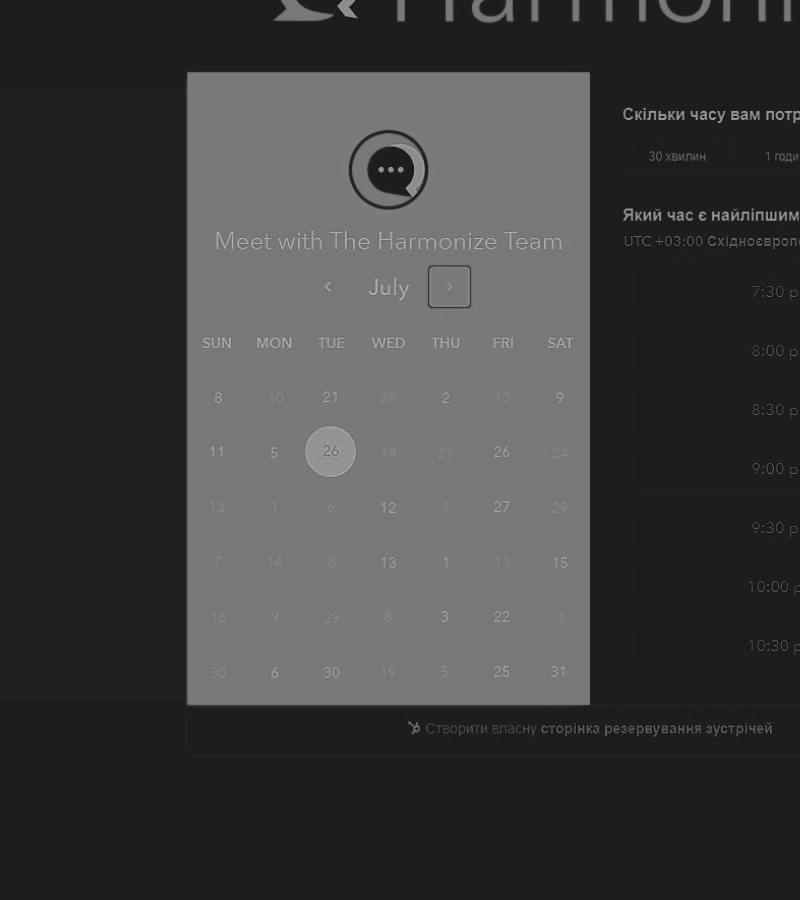 Harmoni
Meet with The Harmonize Team
July
SUN MON TUE WED THU FRI SAT
8 10 21 28 2 13 9
11 5 26 14 21 26 24
13 1 6 12 1 27 29
7 14 8 13 1 13 15
16 9 29 8 3 22 3
30 6 30 19 5 25 31
Скільки часу вам потр
30 хвилин 1 годи
Який час є найліпшим
UTC +03:00 Східноєвропе
7:30 p
8:00 p
8:30 p
9:00 p
9:30 p
10:00 p
10:30 p
Створити власну сторінка резервування зустрічей